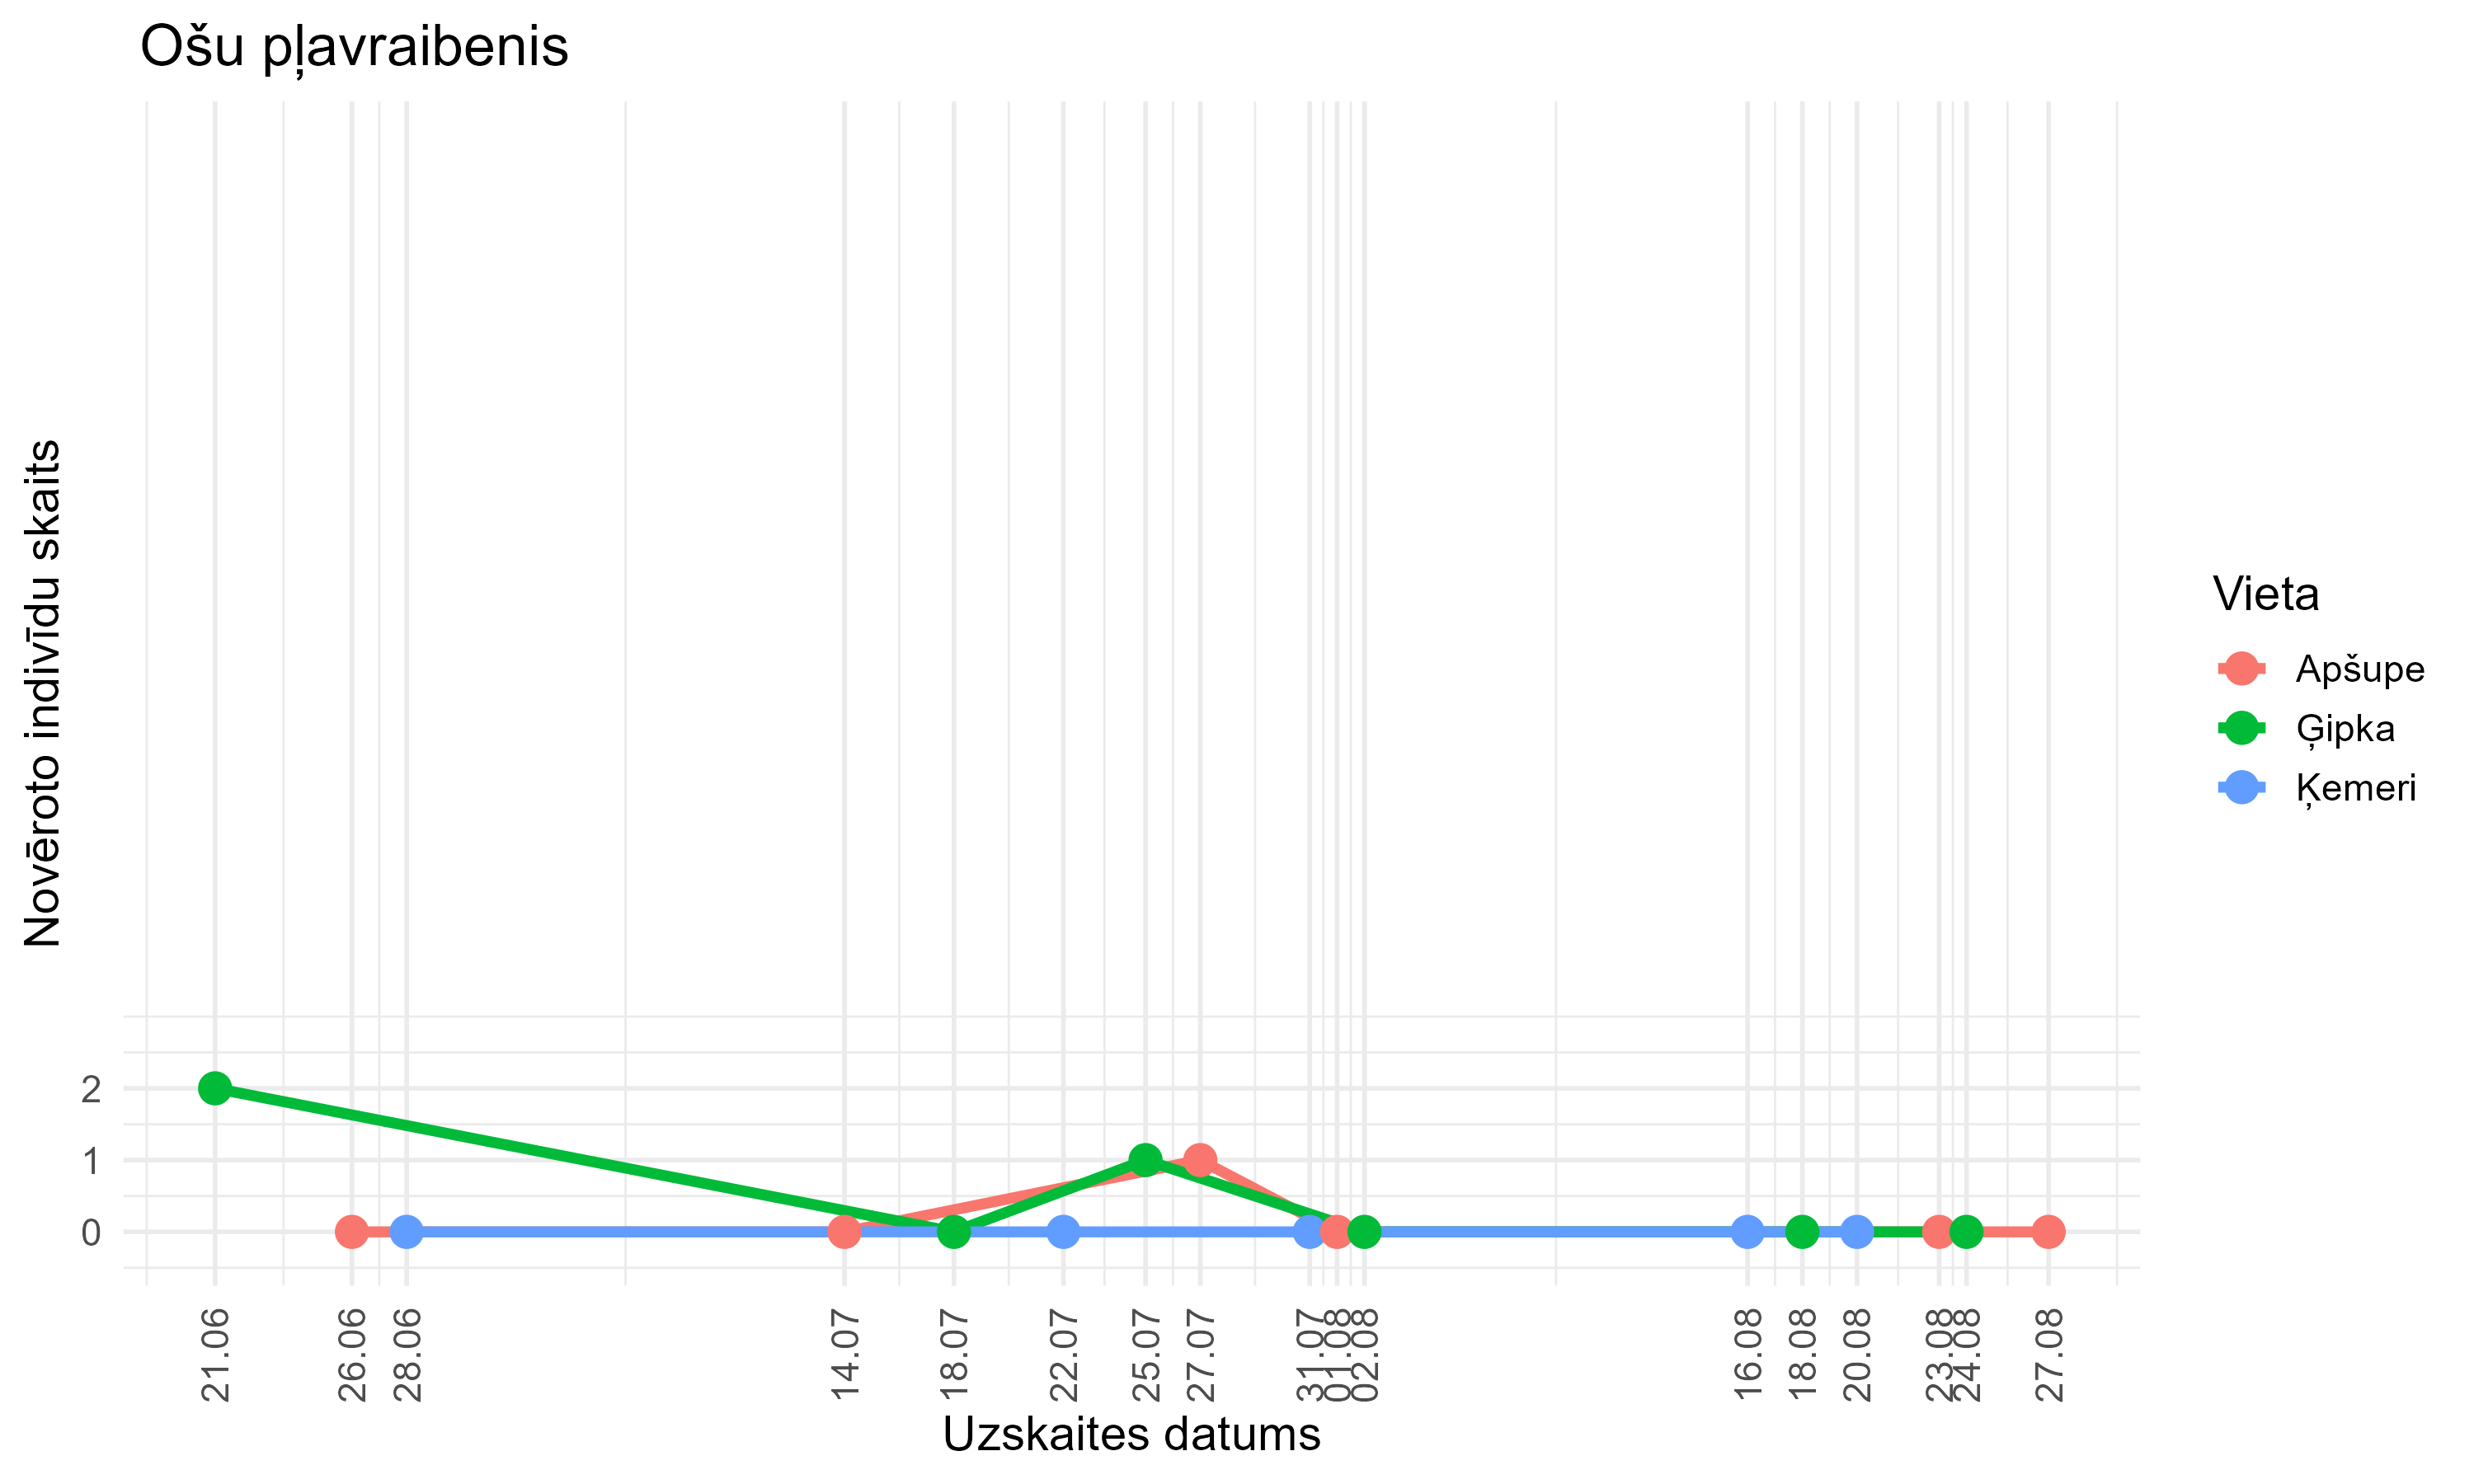 Ošu pļavraibenis
Novēroto indivīdu skaits
2
1
0
21.06
26.06
28.06
14.07
18.07
22.07
25.07
27.07
31.07
01.08
02.08
16.08
18.08
20.08
23.08
24.08
27.08
Uzskaites datums
Vieta
Apšupe
Ģipka
Ķemeri